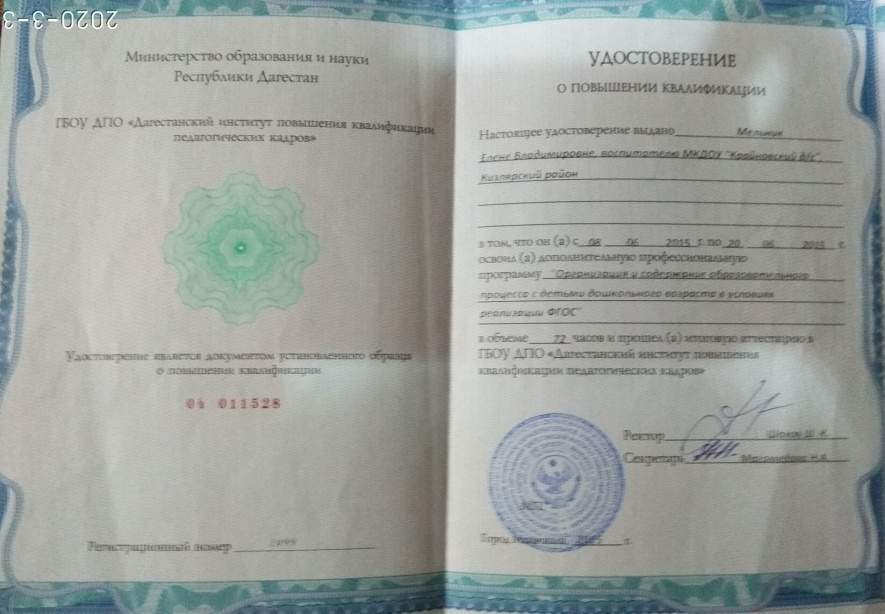 2020-3-3
Министерство образования и науки
Республики Дагестан
ГБОУ ДПО «Дагестанский институт повышения квалификации
педагогических кадров»
Удостоверение является документом установленного образца
о повышении квалификации
04 011528
Регистрационный номер
УДОСТОВЕРЕНИЕ
О ПОВЫШЕНИИ КВАЛИФИКАЦИИ
Настоящее удостоверение выдано Мельник
Елене Владимировне, воспитателю МКДОУ "Крайновский д/с",
Кизлярский район
в том, что он (а) с 08 06 2015 г. по 20 06 2015 г.
освоил (а) дополнительную профессиональную
программу "Организация и содержание образовательного
процесса с детьми дошкольного возраста в условиях
реализации ФГОС"
в объеме 72 часов и прошел (а) итоговую аттестацию в
ГБОУ ДПО «Дагестанский институт повышения
квалификации педагогических кадров»
Ректор
Секретарь
М.П.
Город г.